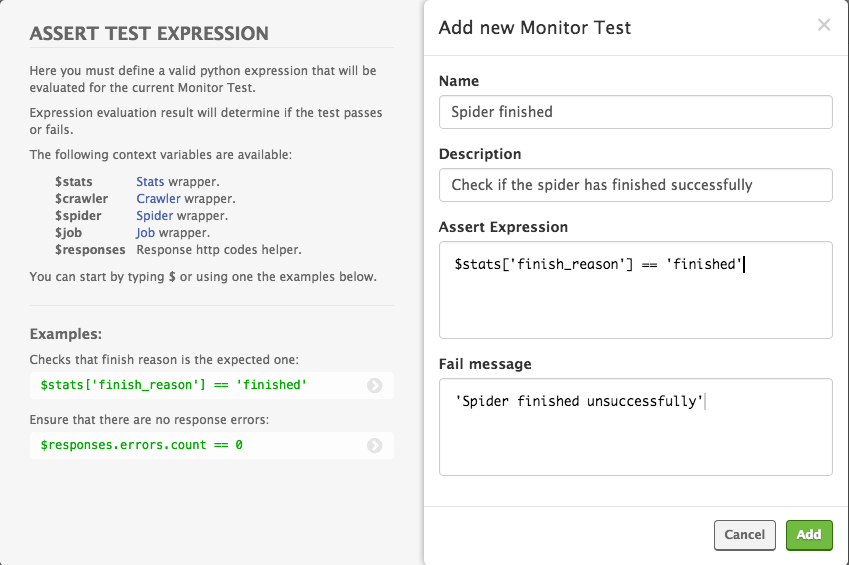 ASSERT TEST EXPRESSION
Here you must define a valid python expression that will be
evaluated for the current Monitor Test.
Expression evaluation result will determine if the test passes
or fails.
The following context variables are available:
$stats Stats wrapper.
$crawler Crawler wrapper.
$spider Spider wrapper.
$job Job wrapper.
$responses Response http codes helper.
You can start by typing $ or using one the examples below.
Examples:
Checks that finish reason is the expected one:
$stats['finish_reason'] == 'finished'
Ensure that there are no response errors:
$responses.errors.count == 0
Add new Monitor Test
×
Name
Spider finished
Description
Check if the spider has finished successfully
Assert Expression
$stats['finish_reason'] == 'finished'
Fail message
'Spider finished unsuccessfully'
Cancel Add